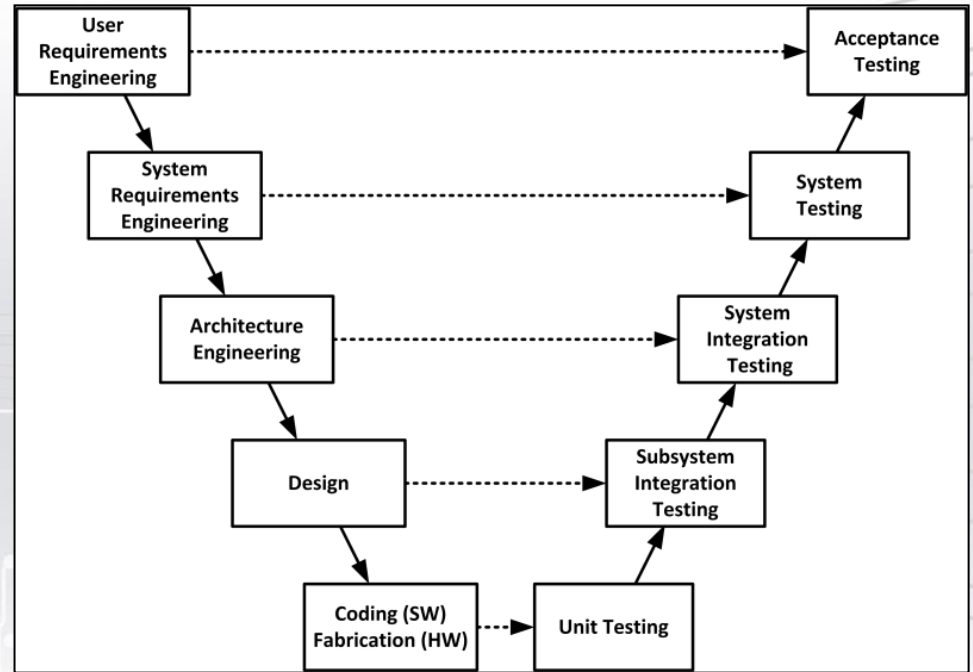 User
Requirements
Engineering
Acceptance
Testing
System
Requirements
Engineering
System
Testing
Architecture
Engineering
System
Integration
Testing
Design
Subsystem
Integration
Testing
Coding (SW)
Fabrication (HW)
Unit Testing